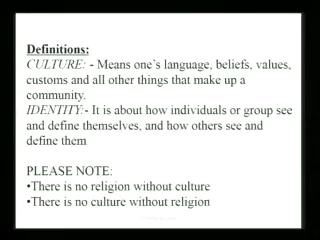 Definitions:
CULTURE: - Means one's language, beliefs, values,
customs and all other things that make up a
community.
IDENTITY:- It is about how individuals or group see
and define themselves, and how others see and
define them
PLEASE NOTE:
•There is no religion without culture
•There is no culture without religion